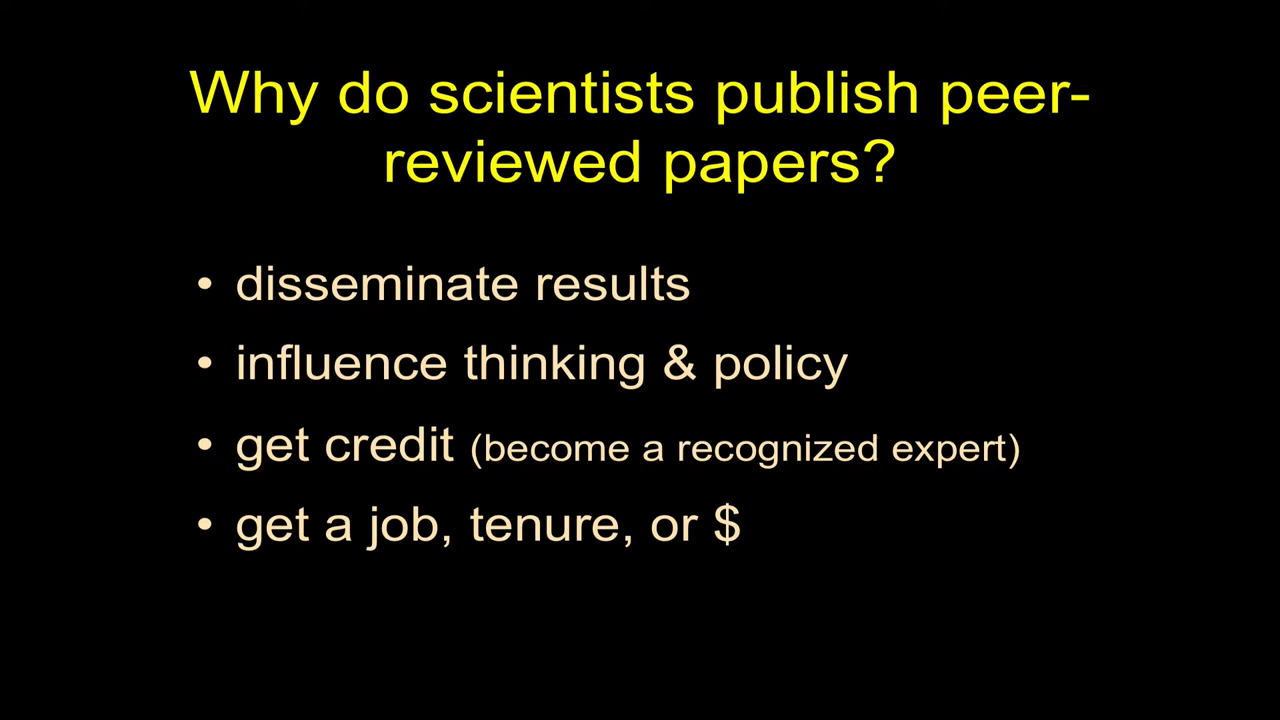 Why do scientists publish peer-
reviewed papers?
• disseminate results
• influence thinking & policy
• get credit (become a recognized expert)
• get a job, tenure, or $